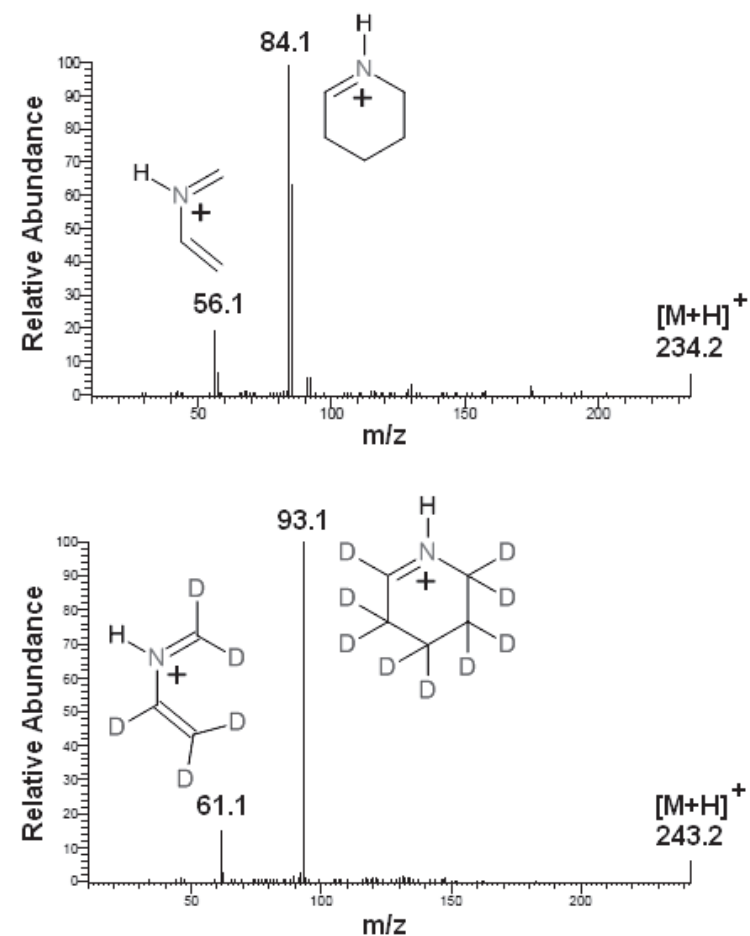 H
84.1
N
+
100
90
80
70
60
50
40
30
20
10
0
Relative Abundance
H
N
+
56.1
[M+H]+
234.2
50
100
150
200
m/z
H
93.1
D
N
D
+
D
D
D
D
D
D
D
100
90
80
70
60
50
40
30
20
10
0
Relative Abundance
D
H
N
D
+
D
D
D
61.1
[M+H]+
243.2
50
100
150
200
m/z